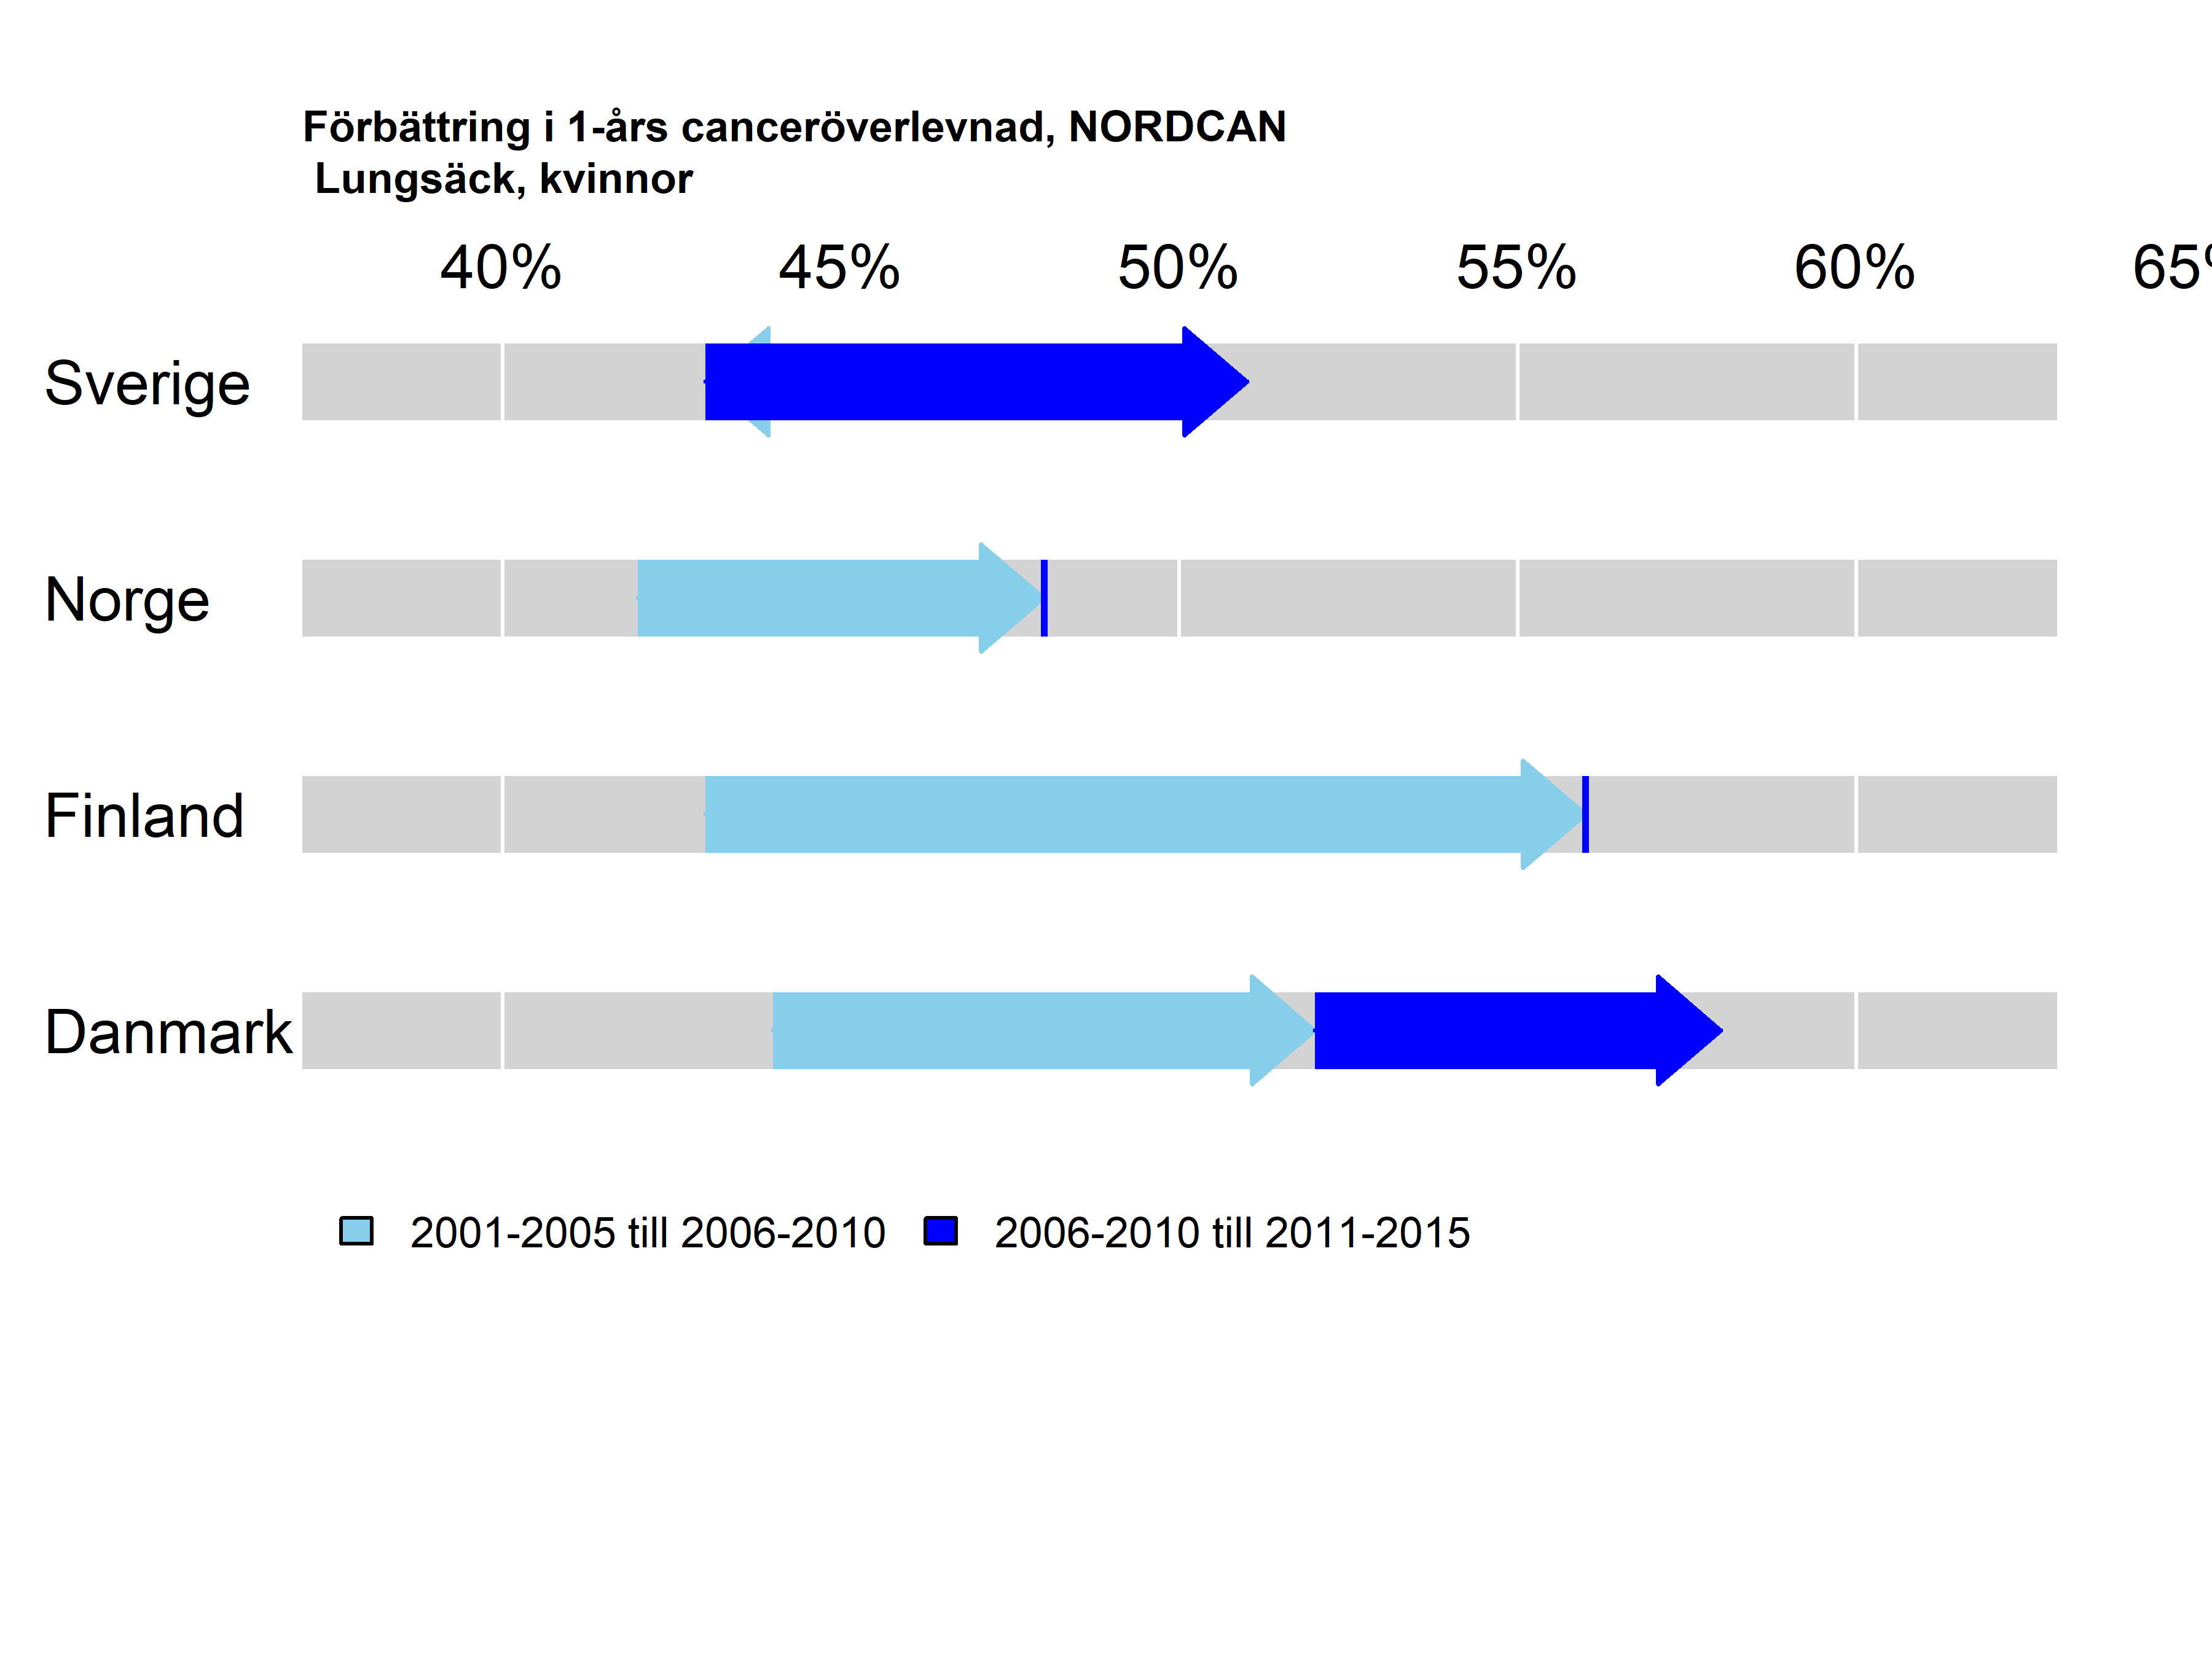 Förbättring i 1-års canceröverlevnad, NORDCAN
Lungsäck, kvinnor
40% 45% 50% 55% 60% 65%
Sverige
Norge
Finland
Danmark
2001-2005 till 2006-2010 2006-2010 till 2011-2015